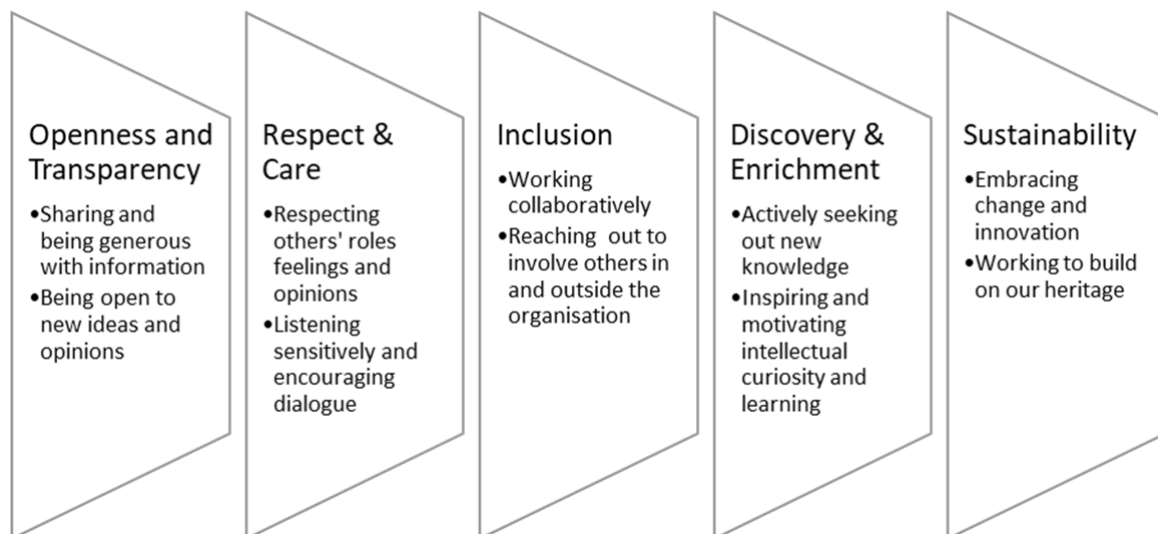 Openness and
Transparency
•Sharing and
being generous
with information
•Being open to
new ideas and
opinions
Respect &
Care
•Respecting
others' roles
feelings and
opinions
•Listening
sensitively and
encouraging
dialogue
Inclusion
•Working
collaboratively
•Reaching  out to
involve others in
and outside the
organisation
Discovery &
Enrichment
•Actively seeking
out new
knowledge
•Inspiring and
motivating
intellectual
curiosity and
learning
Sustainability
•Embracing
change and
innovation
•Working to build
on our heritage